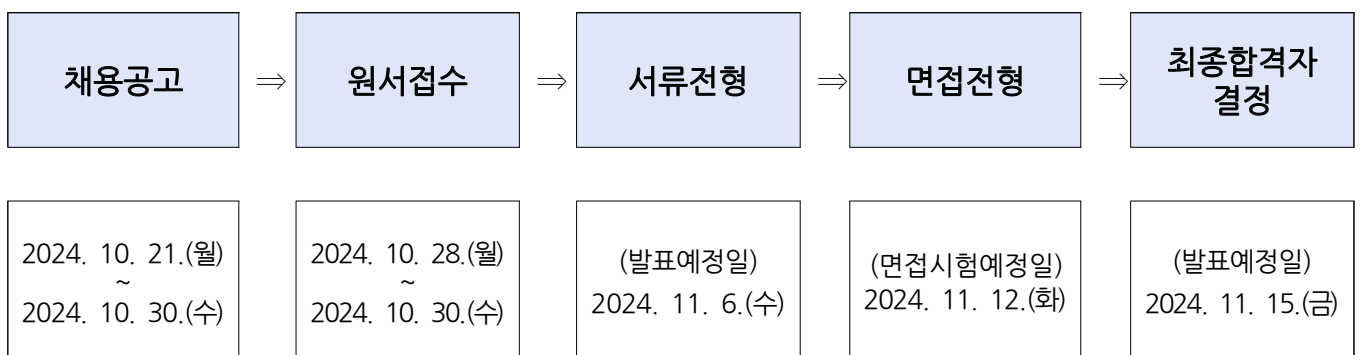 채용공고 ⇒ 원서접수 ⇒ 서류전형 ⇒ 면접전형 ⇒ 최종합격자
결정
2024. 10. 21.(월)
~
2024. 10. 30.(수)
2024. 10. 28.(월)
~
2024. 10. 30.(수)
(발표예정일)
2024. 11. 6.(수)
(면접시험예정일)
2024. 11. 12.(화)
(발표예정일)
2024. 11. 15.(금)